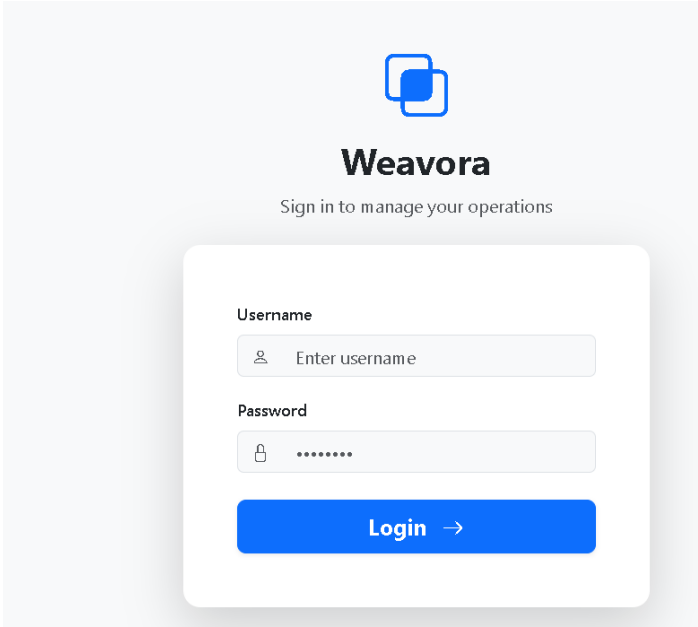 Weavora
Sign in to manage your operations
Username
Enter username
Password
••••••••
Login →